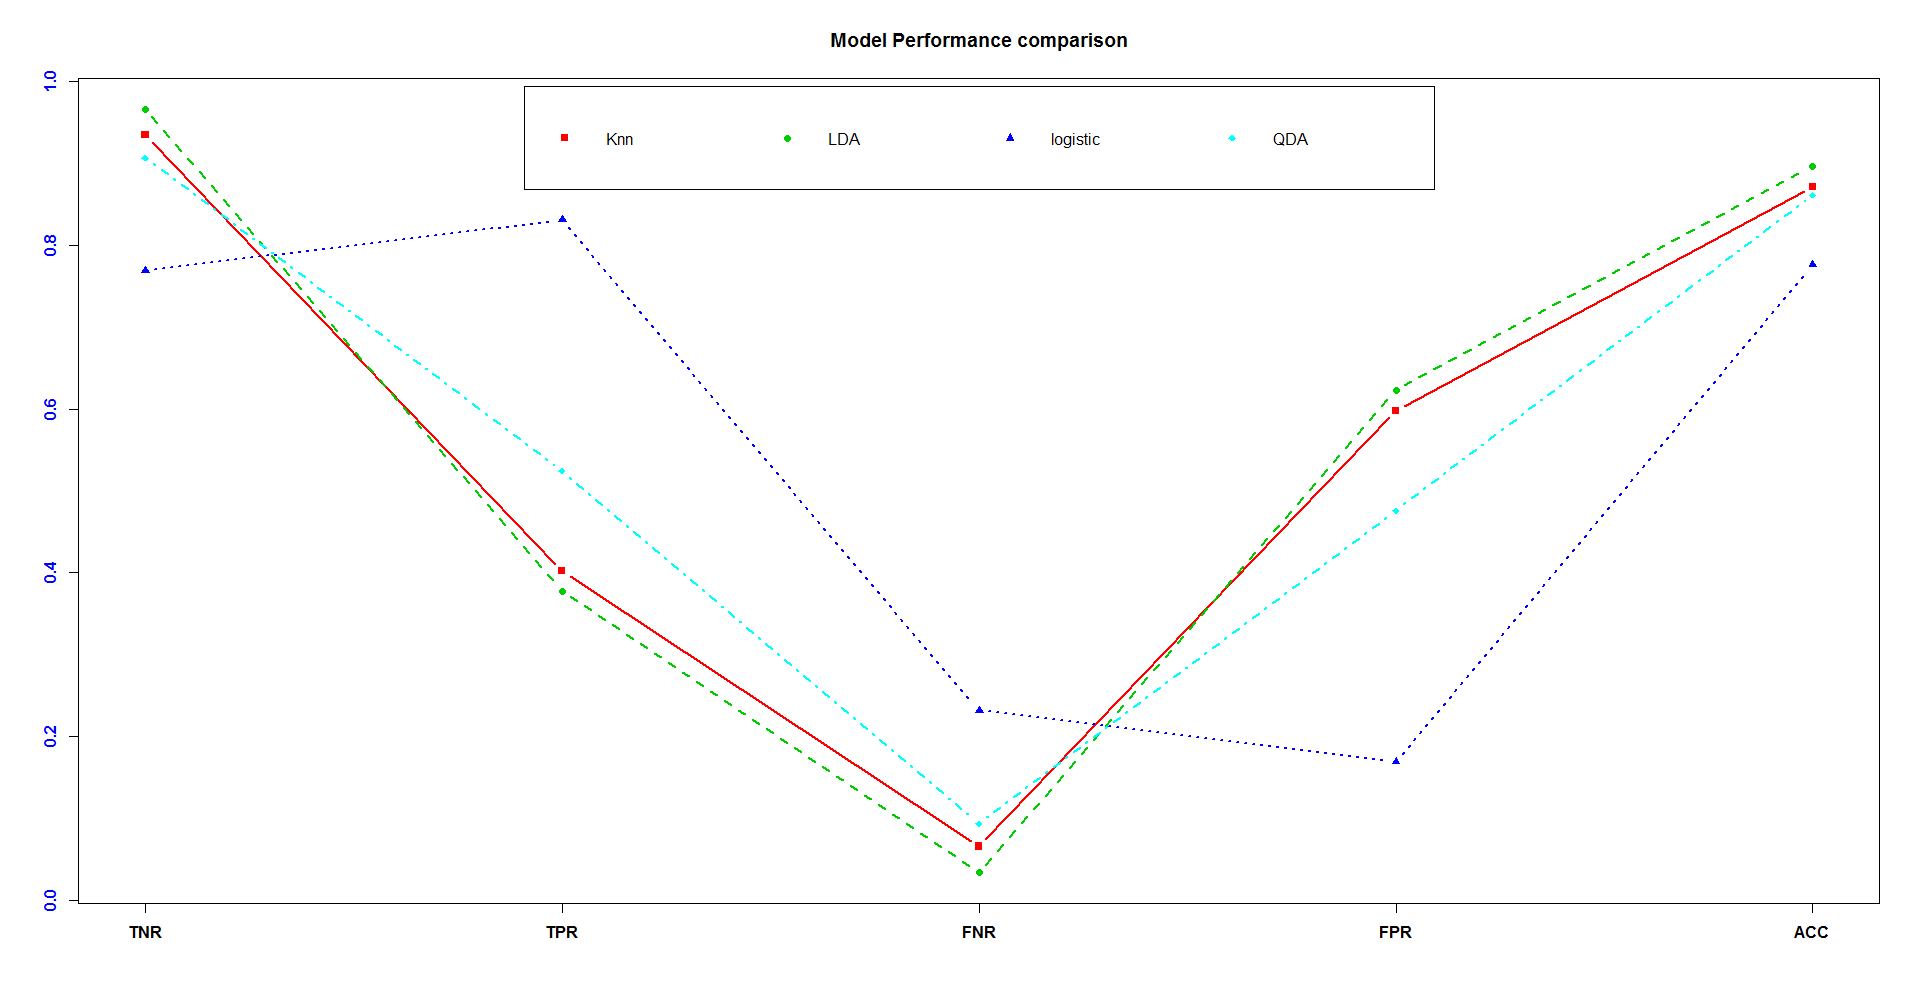 Model Performance comparison
1.0
0.8
0.6
0.4
0.2
0.0
Knn LDA logistic QDA
TNR TPR FNR FPR ACC